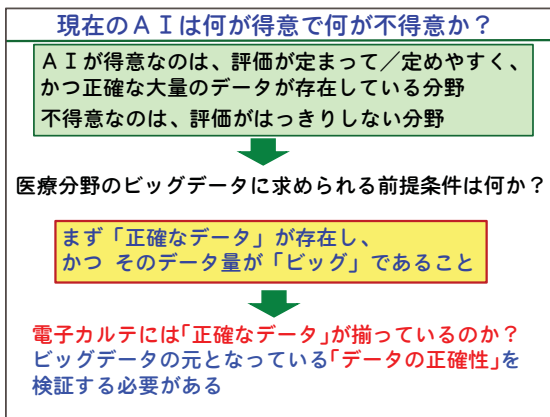 現在のＡＩは何が得意で何が不得意か？
ＡＩが得意なのは、評価が定まって／定めやすく、
かつ正確な大量のデータが存在している分野
不得意なのは、評価がはっきりしない分野
医療分野のビッグデータに求められる前提条件は何か？
まず「正確なデータ」が存在し、
かつ そのデータ量が「ビッグ」であること
電子カルテには「正確なデータ」が揃っているのか？
ビッグデータの元となっている「データの正確性」を
検証する必要がある